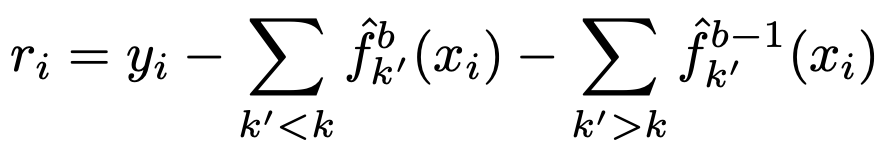 $r_i = y_i - \sum_{k'<k} \hat{f}_{k'}^{b}(x_i) - \sum_{k'>k} \hat{f}_{k'}^{b-1}(x_i)$